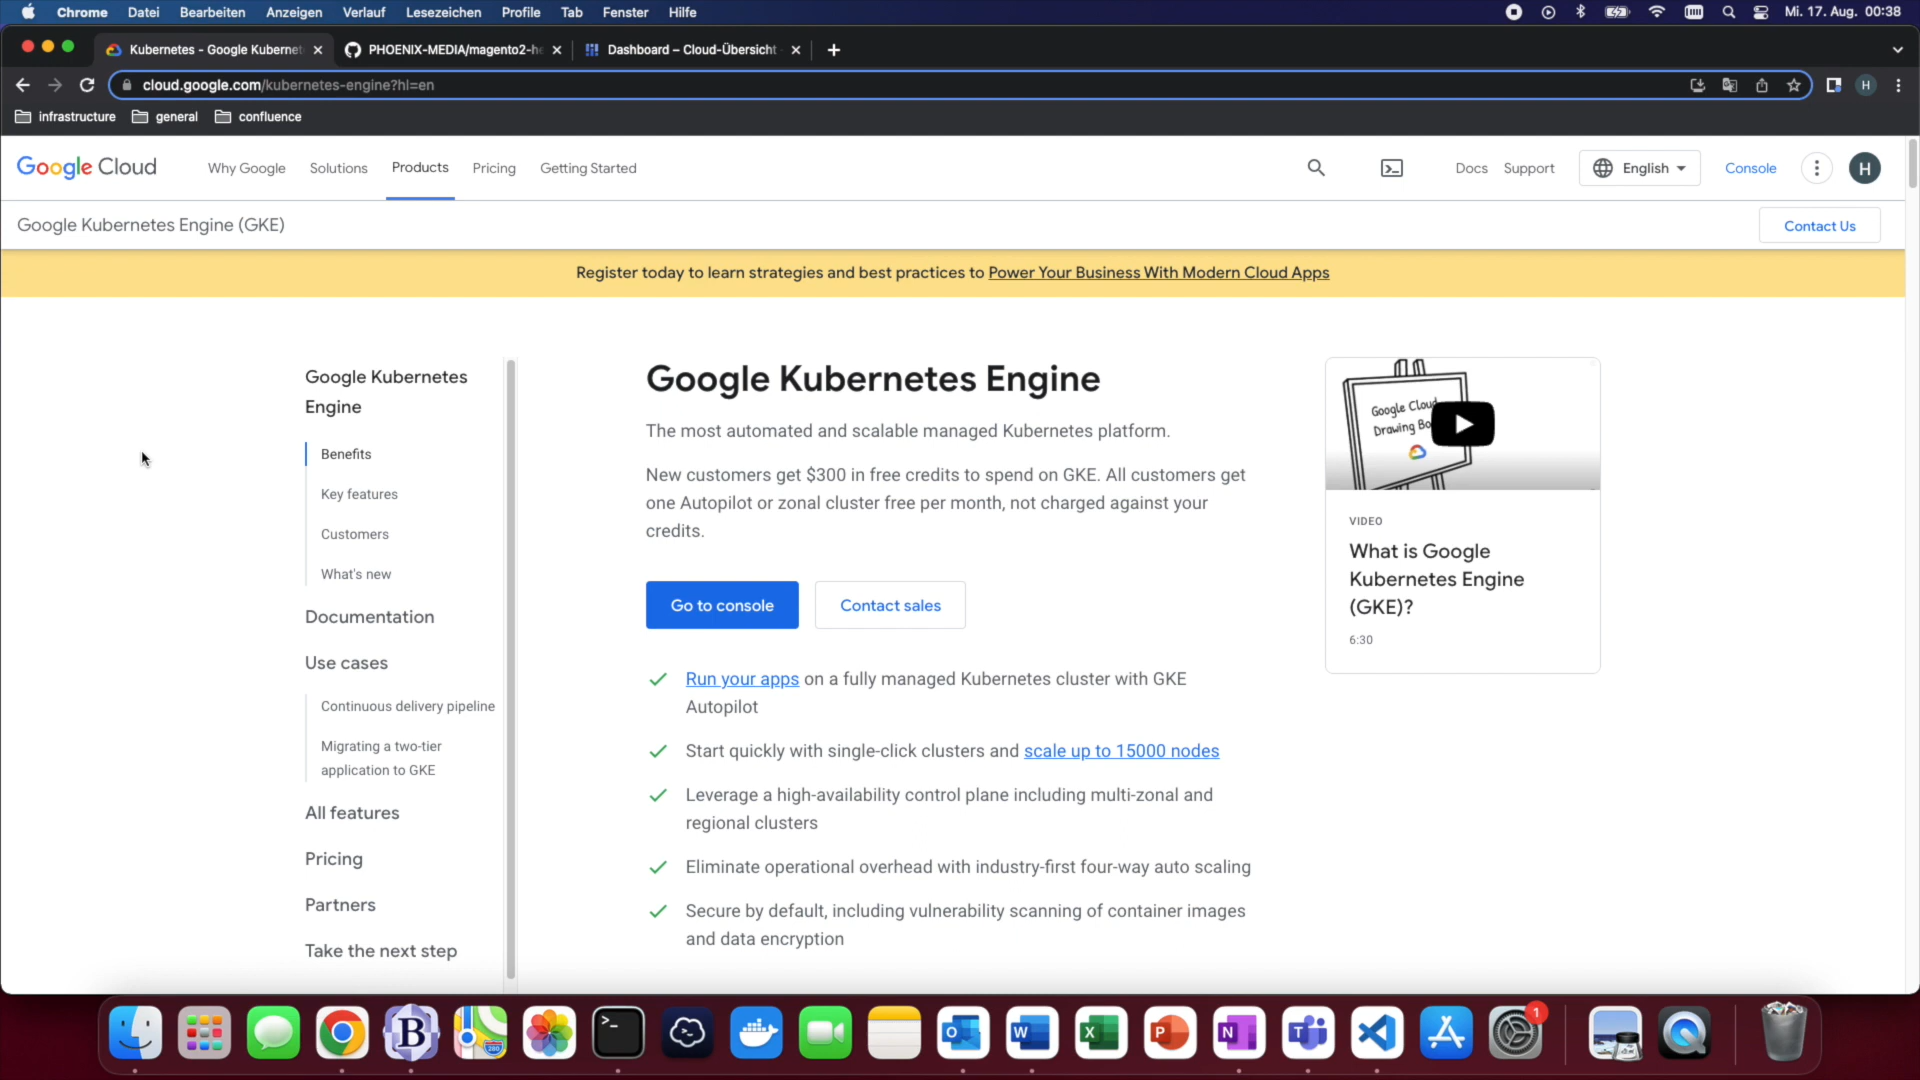 Chrome Datei Bearbeiten Anzeigen Verlauf Lesezeichen Profile Tab Fenster Hilfe
Mi. 17. Aug. 00:38
Kubernetes - Google Kubernet
PHOENIX-MEDIA/magento2-he
Dashboard – Cloud-Übersicht
cloud.google.com/kubernetes-engine?hl=en
H
infrastructure general confluence
Google Cloud
Why Google Solutions Products Pricing Getting Started
Docs Support English Console H
Google Kubernetes Engine (GKE)
Contact Us
Register today to learn strategies and best practices to Power Your Business With Modern Cloud Apps
Google Kubernetes
Engine
Benefits
Key features
Customers
What's new
Documentation
Use cases
Continuous delivery pipeline
Migrating a two-tier
application to GKE
All features
Pricing
Partners
Take the next step
Google Kubernetes Engine
The most automated and scalable managed Kubernetes platform.
New customers get $300 in free credits to spend on GKE. All customers get
one Autopilot or zonal cluster free per month, not charged against your
credits.
Go to console
Contact sales
Run your apps on a fully managed Kubernetes cluster with GKE
Autopilot
Start quickly with single-click clusters and scale up to 15000 nodes
Leverage a high-availability control plane including multi-zonal and
regional clusters
Eliminate operational overhead with industry-first four-way auto scaling
Secure by default, including vulnerability scanning of container images
and data encryption
Google Cloud
Drawing Bo
VIDEO
What is Google
Kubernetes Engine
(GKE)?
6:30
B
280
O
W
X
P
N
T
1